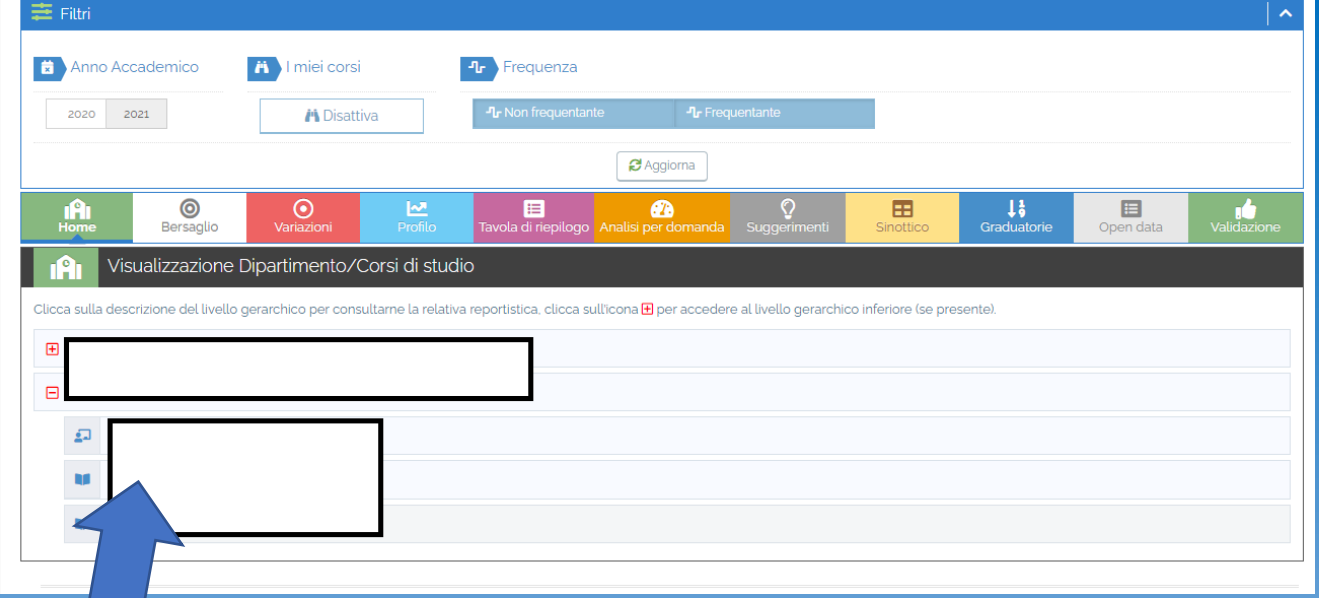 Filtri
Anno Accademico I miei corsi Frequenza
2020 2021 Disattiva Non frequentante Frequentante
Aggiorna
Home Bersaglio Variazioni Profilo Tavola di riepilogo Analisi per domanda Suggerimenti Sinottico Graduatorie Open data Validazione
Visualizzazione Dipartimento/Corsi di studio
Clicca sulla descrizione del livello gerarchico per consultarne la relativa reportistica, clicca sull'icona per accedere al livello gerarchico inferiore (se presente).